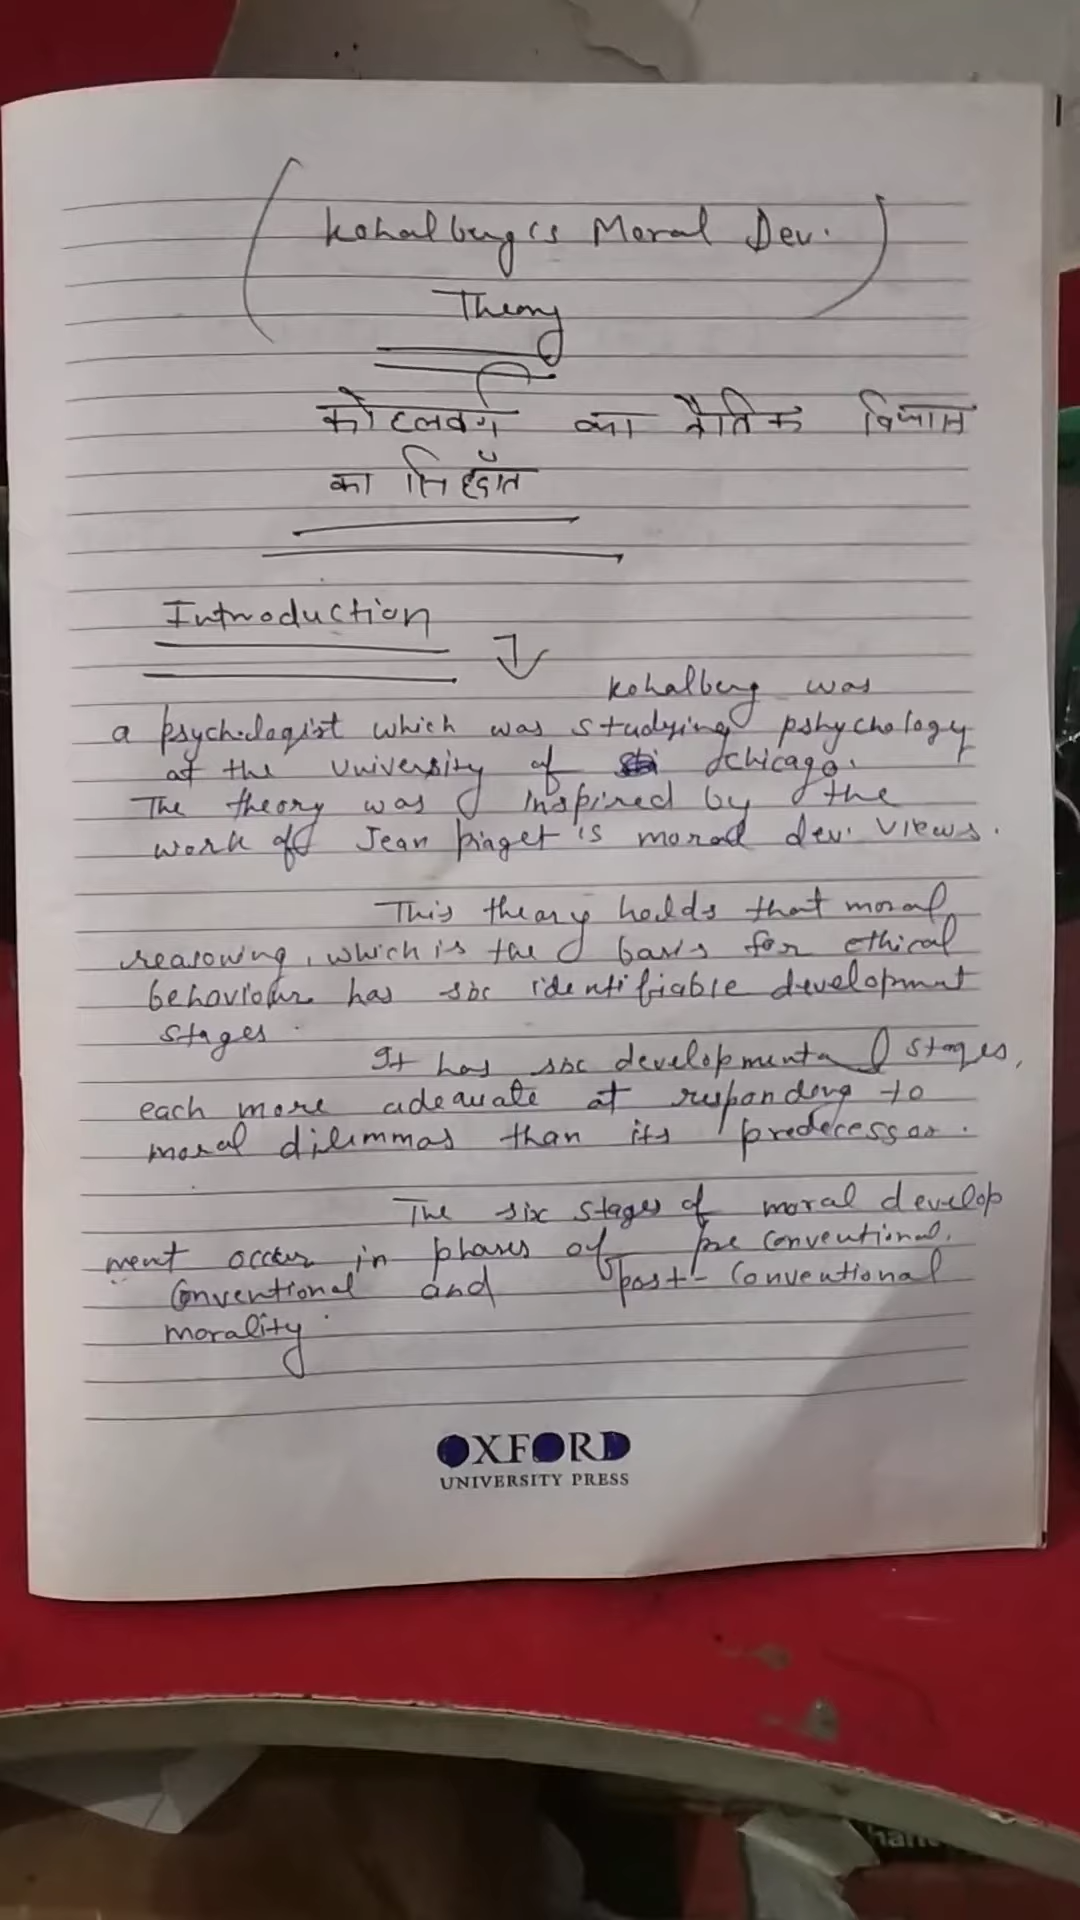 Kohalberg's Moral Dev.
Theory
कोहलवर्ग का नैतिक विकास
का सिद्दाँत
Introduction
Kohalberg was
a psychologist which was studying pshychology
at the University of Chicago.
The theory was inspired by the
work of Jean Piaget's moral dev. views.
This theory holds that moral
reasoning, which is the basis for ethical
behaviour has six identifiable development
stages.
It has six developmental stages,
each more adequate at responding to
moral dilemmas than its predecessor.
The six stages of moral develop
ment occur in phases of pre conventional,
Conventional and post-Conventional
morality.
OXFORD
UNIVERSITY PRESS